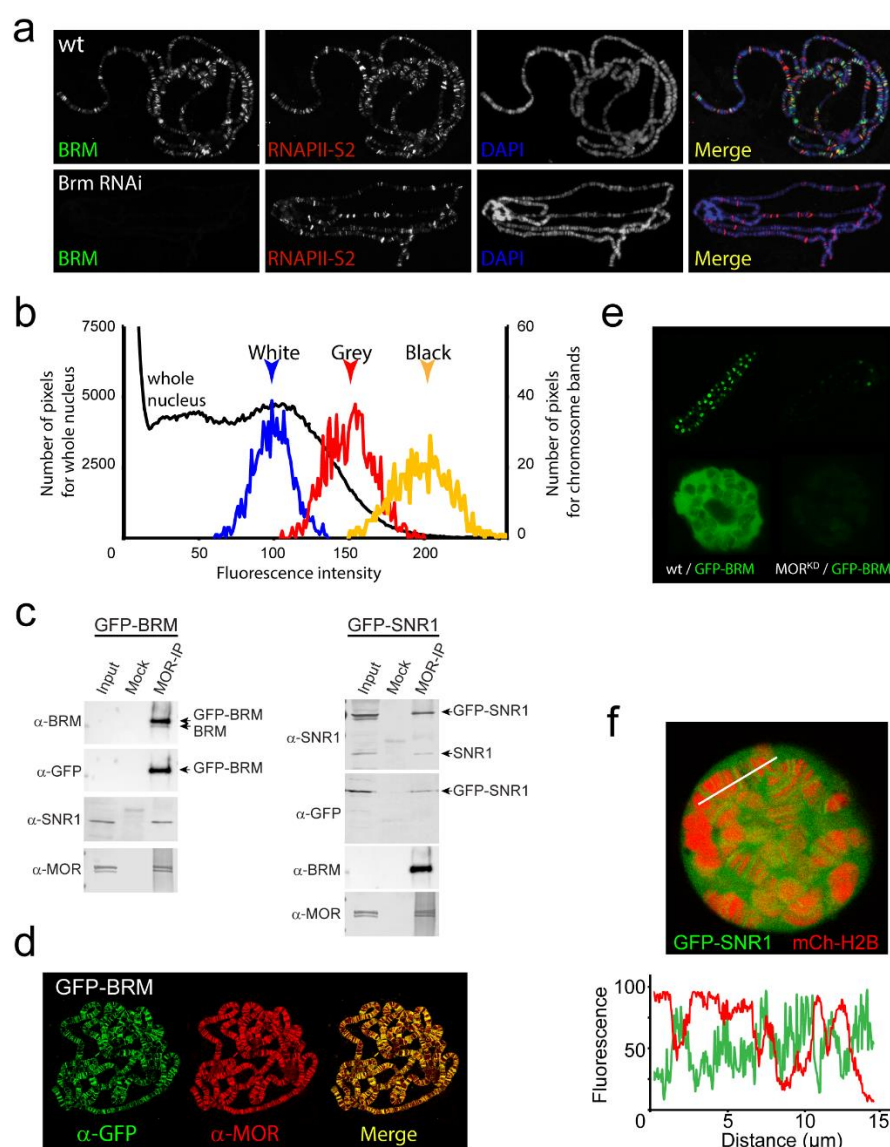 a
wt
BRM
RNAPII-S2
DAPI
Merge
Brm RNAi
BRM
RNAPII-S2
DAPI
Merge
b
7500
5000
2500
0
Number of pixels
for whole nucleus
whole
nucleus
White
Grey
Black
60
40
20
0
Number of pixels
for chromosome bands
0
50
100
150
200
Fluorescence intensity
c
GFP-BRM
Input
Mock
MOR-IP
α-BRM
GFP-BRM
BRM
α-GFP
GFP-BRM
α-SNR1
α-MOR
GFP-SNR1
Input
Mock
MOR-IP
α-SNR1
GFP-SNR1
SNR1
α-GFP
GFP-SNR1
α-BRM
α-MOR
d
GFP-BRM
α-GFP
α-MOR
Merge
e
wt / GFP-BRM
MORᴷᴰ / GFP-BRM
f
GFP-SNR1
mCh-H2B
100
50
0
Fluorescence
5
10
15
Distance (μm)